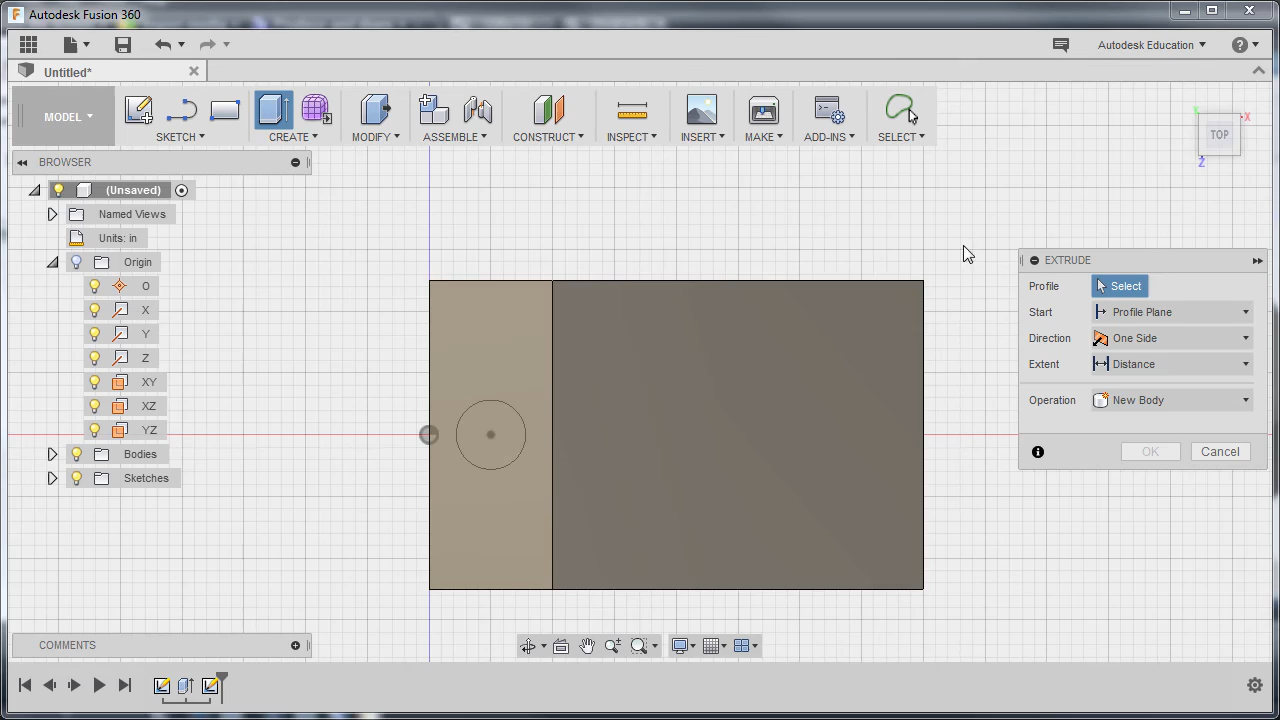 Autodesk Fusion 360
Autodesk Education
Untitled*
MODEL
SKETCH
CREATE
MODIFY
ASSEMBLE
CONSTRUCT
INSPECT
INSERT
MAKE
ADD-INS
SELECT
Y
X
TOP
Z
BROWSER
(Unsaved)
Named Views
Units: in
Origin
O
X
Y
Z
XY
XZ
YZ
Bodies
Sketches
EXTRUDE
Profile Select
Start Profile Plane
Direction One Side
Extent Distance
Operation New Body
OK Cancel
COMMENTS